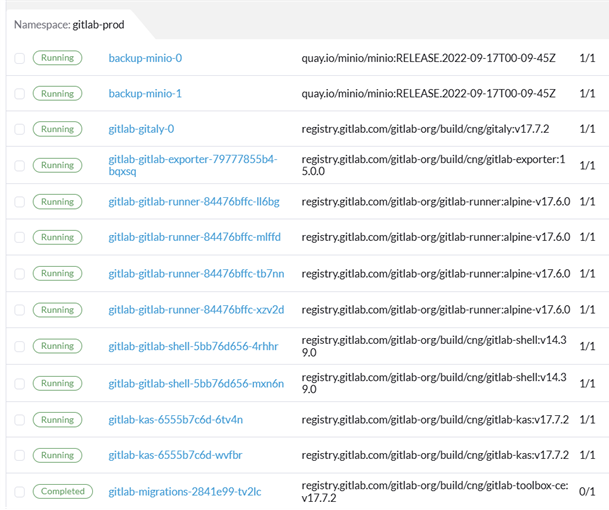 Namespace: gitlab-prod
Running backup-minio-0 quay.io/minio/minio:RELEASE.2022-09-17T00-09-45Z 1/1
Running backup-minio-1 quay.io/minio/minio:RELEASE.2022-09-17T00-09-45Z 1/1
Running gitlab-gitaly-0 registry.gitlab.com/gitlab-org/build/cng/gitaly:v17.7.2 1/1
gitlab-gitlab-exporter-79777855b4- registry.gitlab.com/gitlab-org/build/cng/gitlab-exporter:1
Running bqxsq 5.0.0 1/1
Running gitlab-gitlab-runner-84476bffc-ll6bg registry.gitlab.com/gitlab-org/gitlab-runner:alpine-v17.6.0 1/1
Running gitlab-gitlab-runner-84476bffc-mlffd registry.gitlab.com/gitlab-org/gitlab-runner:alpine-v17.6.0 1/1
Running gitlab-gitlab-runner-84476bffc-tb7nn registry.gitlab.com/gitlab-org/gitlab-runner:alpine-v17.6.0 1/1
Running gitlab-gitlab-runner-84476bffc-xzv2d registry.gitlab.com/gitlab-org/gitlab-runner:alpine-v17.6.0 1/1
Running gitlab-gitlab-shell-5bb76d656-4rhhr registry.gitlab.com/gitlab-org/build/cng/gitlab-shell:v14.3 1/1
9.0
Running gitlab-gitlab-shell-5bb76d656-mxn6n registry.gitlab.com/gitlab-org/build/cng/gitlab-shell:v14.3 1/1
9.0
Running gitlab-kas-6555b7c6d-6tv4n registry.gitlab.com/gitlab-org/build/cng/gitlab-kas:v17.7.2 1/1
Running gitlab-kas-6555b7c6d-wvfbr registry.gitlab.com/gitlab-org/build/cng/gitlab-kas:v17.7.2 1/1
Completed gitlab-migrations-2841e99-tv2lc registry.gitlab.com/gitlab-org/build/cng/gitlab-toolbox-ce: 0/1
v17.7.2